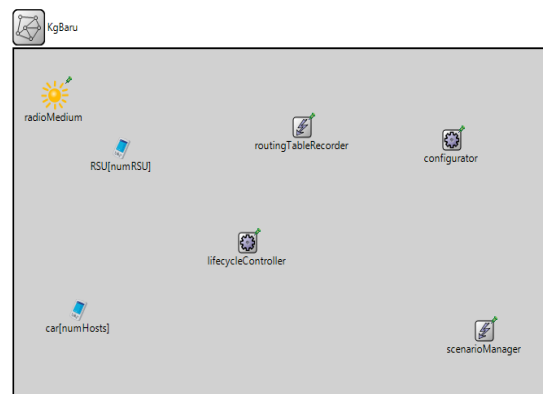 KgBaru
radioMedium
routingTableRecorder
configurator
RSU[numRSU]
lifecycleController
car[numHosts]
scenarioManager